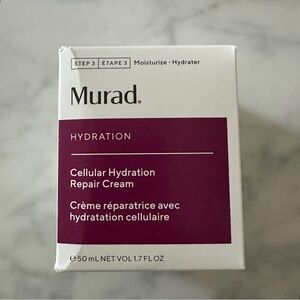 STEP 3 | ÉTAPE 3 Moisturize · Hydrater
Murad.
HYDRATION
Cellular Hydration
Repair Cream
Crème réparatrice avec
hydratation cellulaire
℮ 50 mL NET VOL 1.7 FL OZ